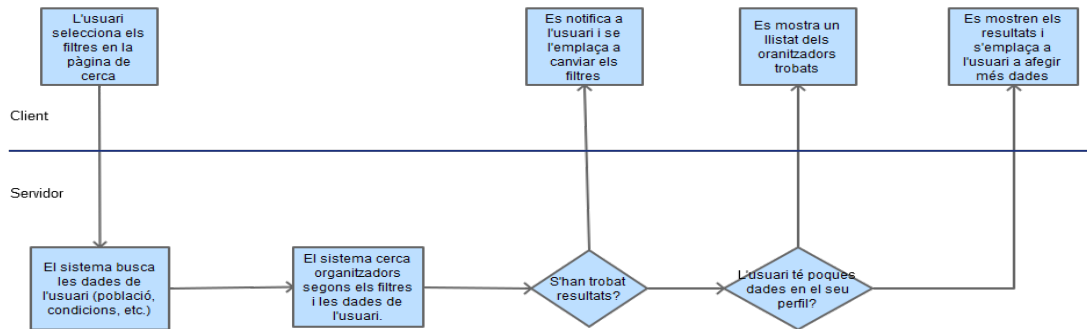 L'usuari
selecciona els
filtres en la
pàgina de
cerca
Es notifica a
l'usuari i se
l'emplaça a
canviar els
filtres
Es mostra un
llistat dels
oranitzadors
trobats
Es mostren els
resultats i
s'emplaça a
l'usuari a afegir
més dades
Client
Servidor
El sistema busca
les dades de
l'usuari (població,
condicions, etc.)
El sistema cerca
organitzadors
segons els filtres
i les dades de
l'usuari.
S'han trobat
resultats?
L'usuari té poques
dades en el seu
perfil?